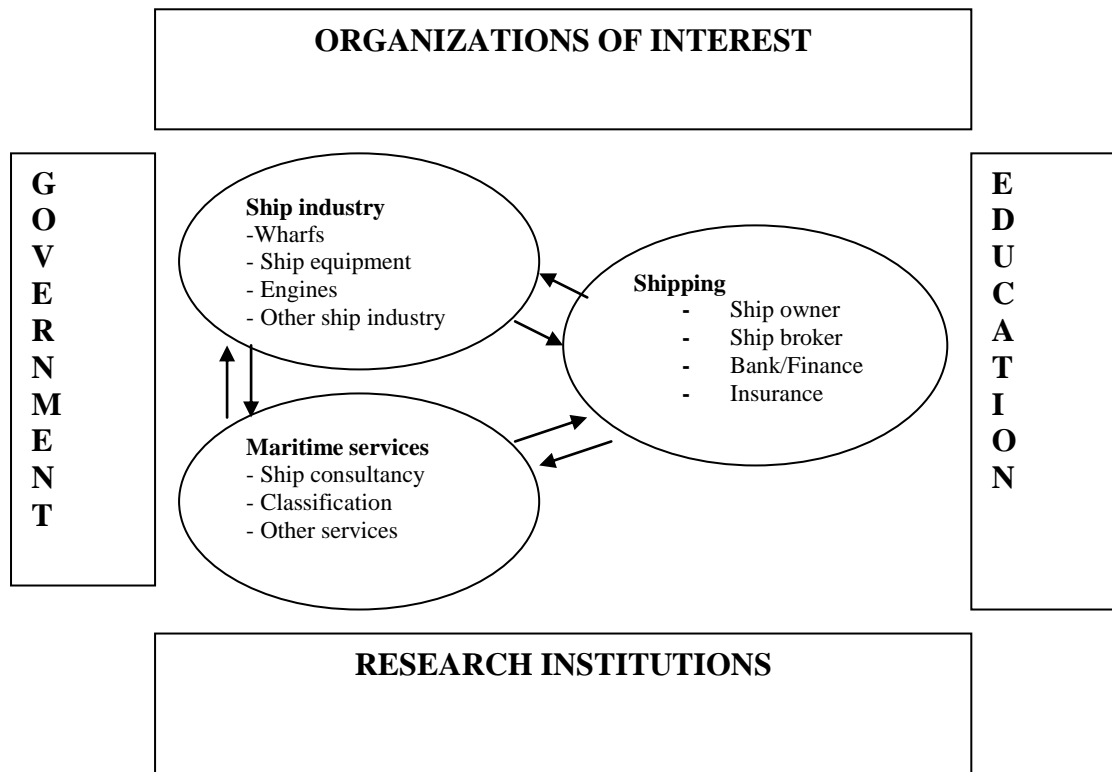 ORGANIZATIONS OF INTEREST
G
O
V
E
R
N
M
E
N
T
Ship industry
-Wharfs
- Ship equipment
- Engines
- Other ship industry
Shipping
- Ship owner
- Ship broker
- Bank/Finance
- Insurance
Maritime services
- Ship consultancy
- Classification
- Other services
E
D
U
C
A
T
I
O
N
RESEARCH INSTITUTIONS